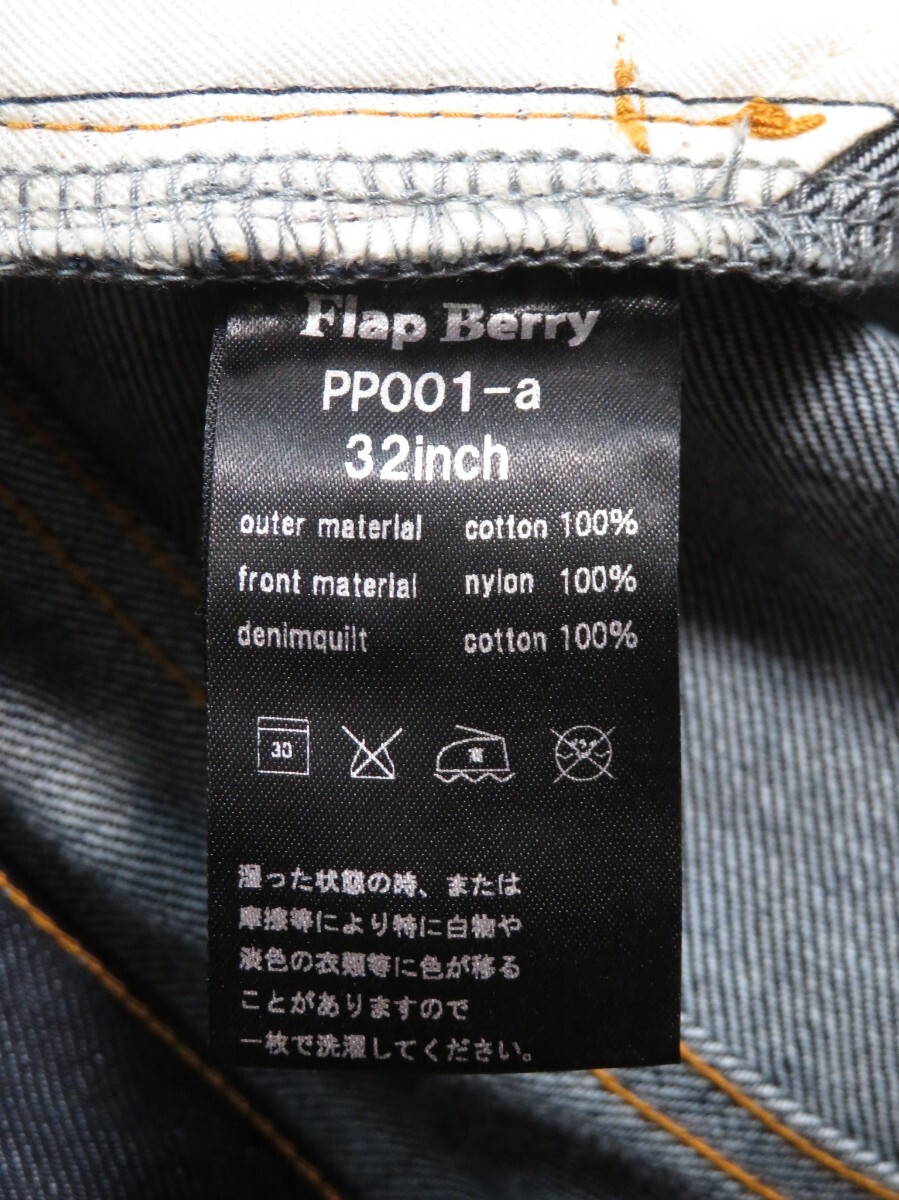 Flap Berry
PP001-a
32inch
outer material cotton 100%
front material nylon 100%
denimquilt cotton 100%
30
湿った状態の時、または
摩擦等により特に白物や
淡色の衣類等に色が移る
ことがありますので
一枚で洗濯してください。